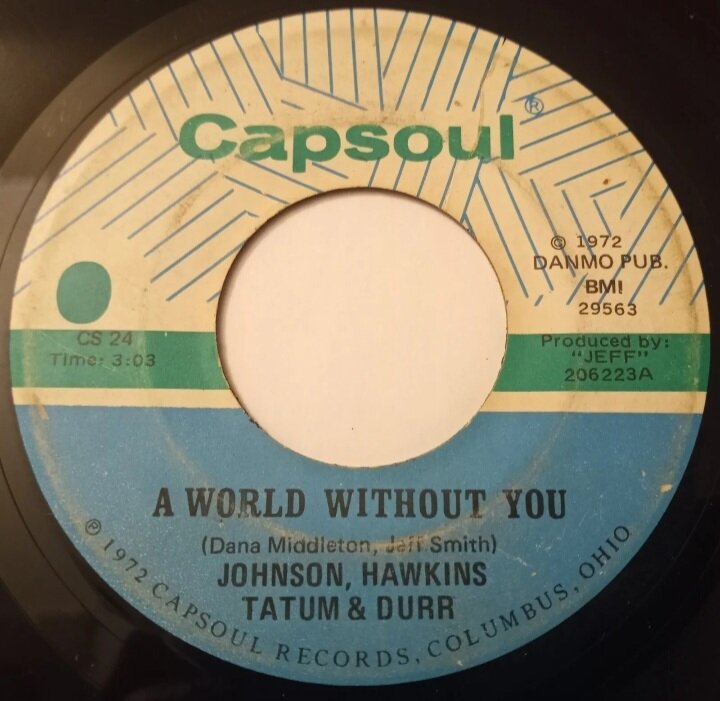 Capsoul®
© 1972
DANMO PUB.
BMI
29563
CS 24
Time: 3:03
Produced by:
"JEFF"
206223A
A WORLD WITHOUT YOU
(Dana Middleton, Jeff Smith)
JOHNSON, HAWKINS
TATUM & DURR
℗ 1972 CAPSOUL RECORDS, COLUMBUS, OHIO